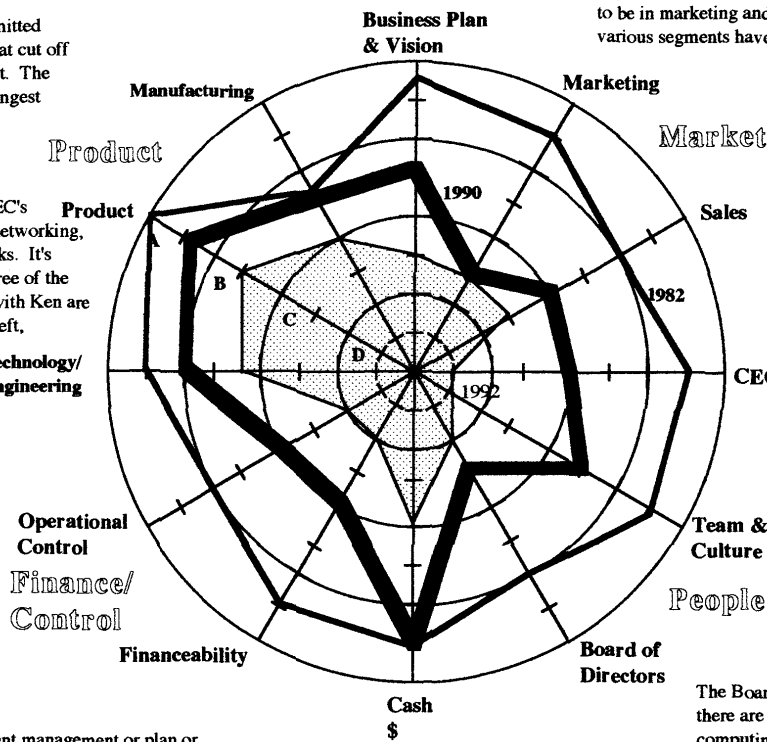 nitted
at cut off
t. The
ngest
to be in marketing and
various segments have
Business Plan
& Vision
Manufacturing
Marketing
Product
Market
EC's
etworking,
ks. It's
ree of the
with Ken are
eft,
Product
1990
Sales
A
B
C
D
1982
echnology/
ngineering
1992
CE
Operational
Control
Team &
Culture
Finance/
Control
People
Financeability
Board of
Directors
Cash
$
The Boar
there are
computin
ent management or plan or